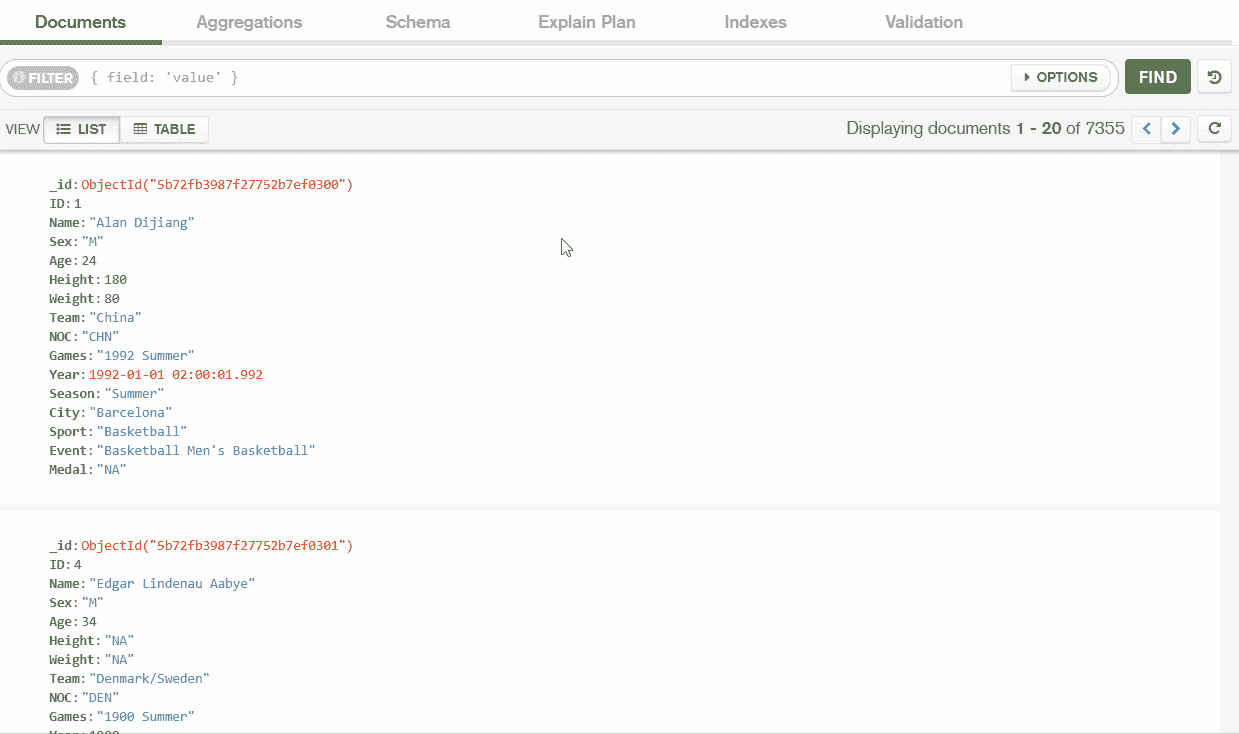 Documents Aggregations Schema Explain Plan Indexes Validation
FILTER { field: 'value' } OPTIONS FIND
VIEW LIST TABLE Displaying documents 1 - 20 of 7355
_id: ObjectId("5b72fb3987f27752b7ef0300")
ID: 1
Name: "Alan Dijiang"
Sex: "M"
Age: 24
Height: 180
Weight: 80
Team: "China"
NOC: "CHN"
Games: "1992 Summer"
Year: 1992-01-01 02:00:01.992
Season: "Summer"
City: "Barcelona"
Sport: "Basketball"
Event: "Basketball Men's Basketball"
Medal: "NA"
_id: ObjectId("5b72fb3987f27752b7ef0301")
ID: 4
Name: "Edgar Lindenau Aabye"
Sex: "M"
Age: 34
Height: "NA"
Weight: "NA"
Team: "Denmark/Sweden"
NOC: "DEN"
Games: "1900 Summer"
Year: 1900